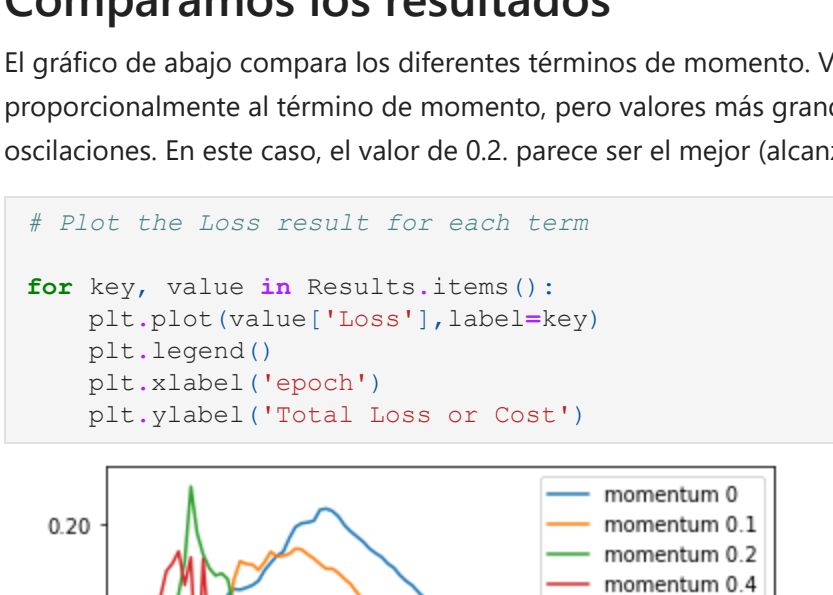 Comparamos los resultados
El gráfico de abajo compara los diferentes términos de momento. V
proporcionalmente al término de momento, pero valores más grand
oscilaciones. En este caso, el valor de 0.2. parece ser el mejor (alcanz
# Plot the Loss result for each term
for key, value in Results.items():
    plt.plot(value['Loss'],label=key)
    plt.legend()
    plt.xlabel('epoch')
    plt.ylabel('Total Loss or Cost')
momentum 0
0.20
momentum 0.1
momentum 0.2
momentum 0.4